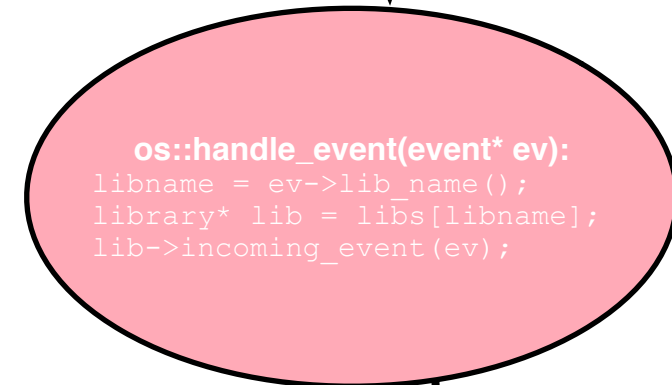 os::handle_event(event* ev):
libname = ev->lib_name();
library* lib = libs[libname];
lib->incoming_event(ev);